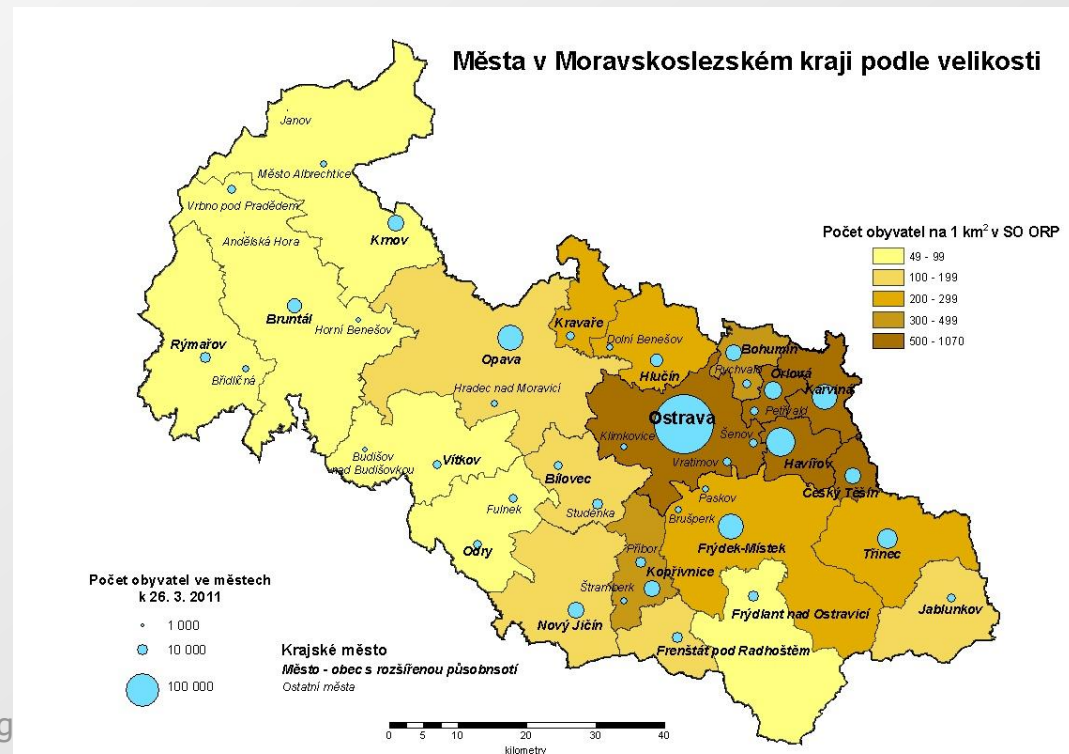 Města v Moravskoslezském kraji podle velikosti
Janov
Město Albrechtice
Vrbno pod Pradědem
Krnov
Andělská Hora
Počet obyvatel na 1 km² v SO ORP
49 - 99
100 - 199
200 - 299
300 - 499
500 - 1070
Bruntál
Horní Benešov
Rýmařov
Břidličná
Opava
Kravaře
Dolní Benešov
Hlučín
Bohumín
Rychvald
Orlová
Karviná
Hradec nad Moravicí
Ostrava
Petřvald
Klimkovice
Šenov
Havířov
Vratimov
Český Těšín
Budišov
nad Budišovkou
Vítkov
Bílovec
Paskov
Fulnek
Studénka
Brušperk
Frýdek-Místek
Třinec
Odry
Příbor
Kopřivnice
Štramberk
Frýdlant nad Ostravicí
Jablunkov
Nový Jičín
Frenštát pod Radhoštěm
Počet obyvatel ve městech
k 26. 3. 2011
1 000
10 000
100 000
Krajské město
Město - obec s rozšířenou působnsotí
Ostatní města
0 5 10 20 30 40
kilometry
g